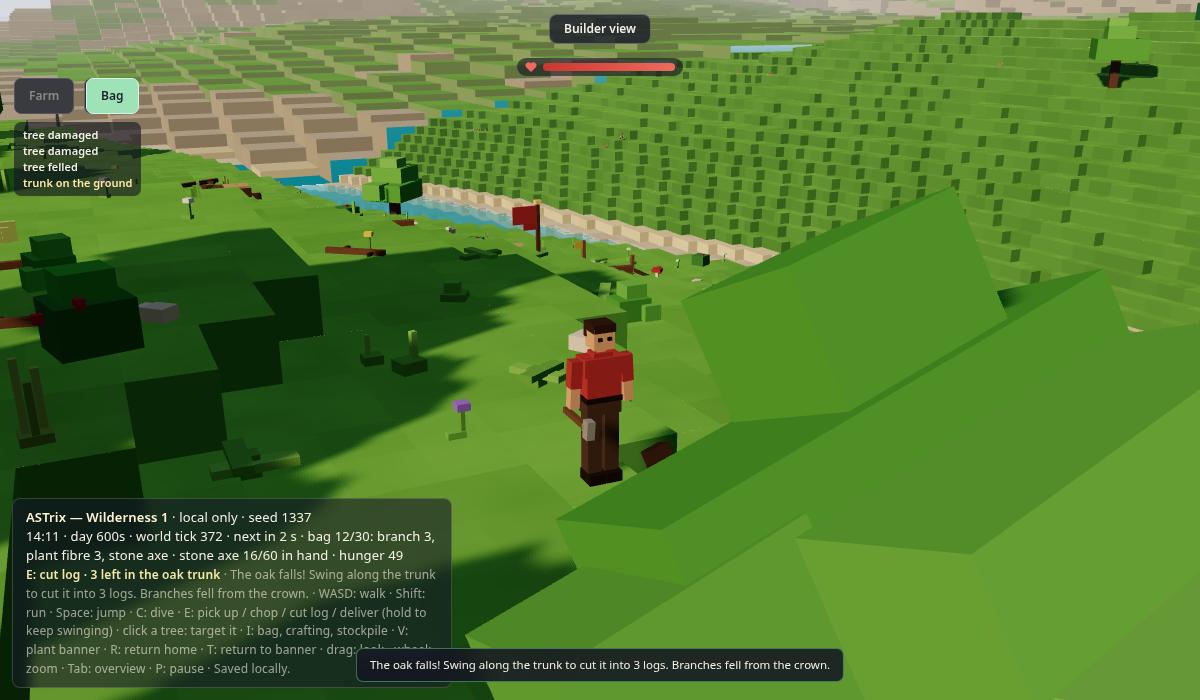 Builder view
Farm
Bag
tree damaged
tree damaged
tree felled
trunk on the ground
ASTrix — Wilderness 1 · local only · seed 1337
14:11 · day 600s · world tick 372 · next in 2 s · bag 12/30: branch 3,
plant fibre 3, stone axe · stone axe 16/60 in hand · hunger 49
E: cut log · 3 left in the oak trunk · The oak falls! Swing along the trunk
to cut it into 3 logs. Branches fell from the crown. · WASD: walk · Shift:
run · Space: jump · C: dive · E: pick up / chop / cut log / deliver (hold to
keep swinging) · click a tree: target it · I: bag, crafting, stockpile · V:
plant banner · R: return home · T: return to banner · drag: look · wheel:
zoom · Tab: overview · P: pause · Saved locally.
The oak falls! Swing along the trunk to cut it into 3 logs. Branches fell from the crown.